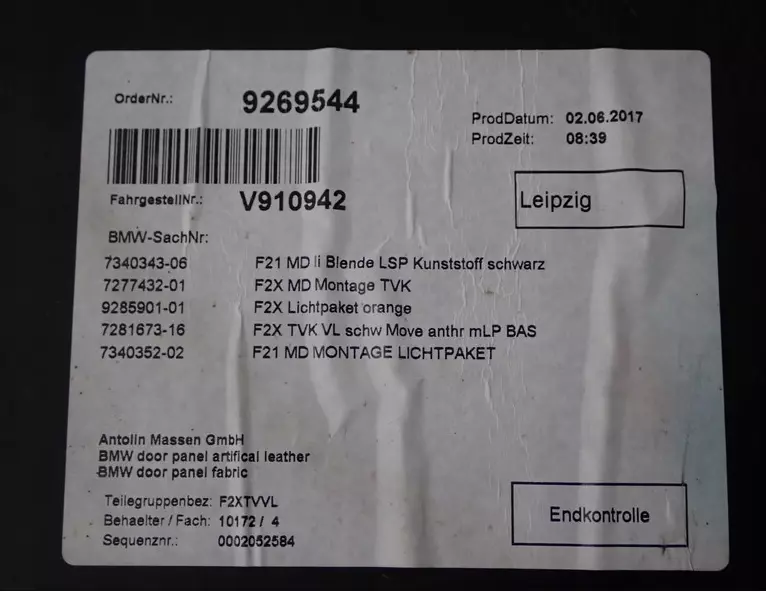 OrderNr.: 9269544
ProdDatum: 02.06.2017
ProdZeit: 08:39
FahrgestellNr.: V910942
Leipzig
BMW-SachNr:
7340343-06 F21 MD li Blende LSP Kunststoff schwarz
7277432-01 F2X MD Montage TVK
9285901-01 F2X Lichtpaket orange
7281673-16 F2X TVK VL schw Move anthr mLP BAS
7340352-02 F21 MD MONTAGE LICHTPAKET
Antolin Massen GmbH
BMW door panel artifical leather
BMW door panel fabric
Teilegruppenbez: F2XTVVL
Behaelter / Fach: 10172 / 4
Sequenznr.: 0002052584
Endkontrolle